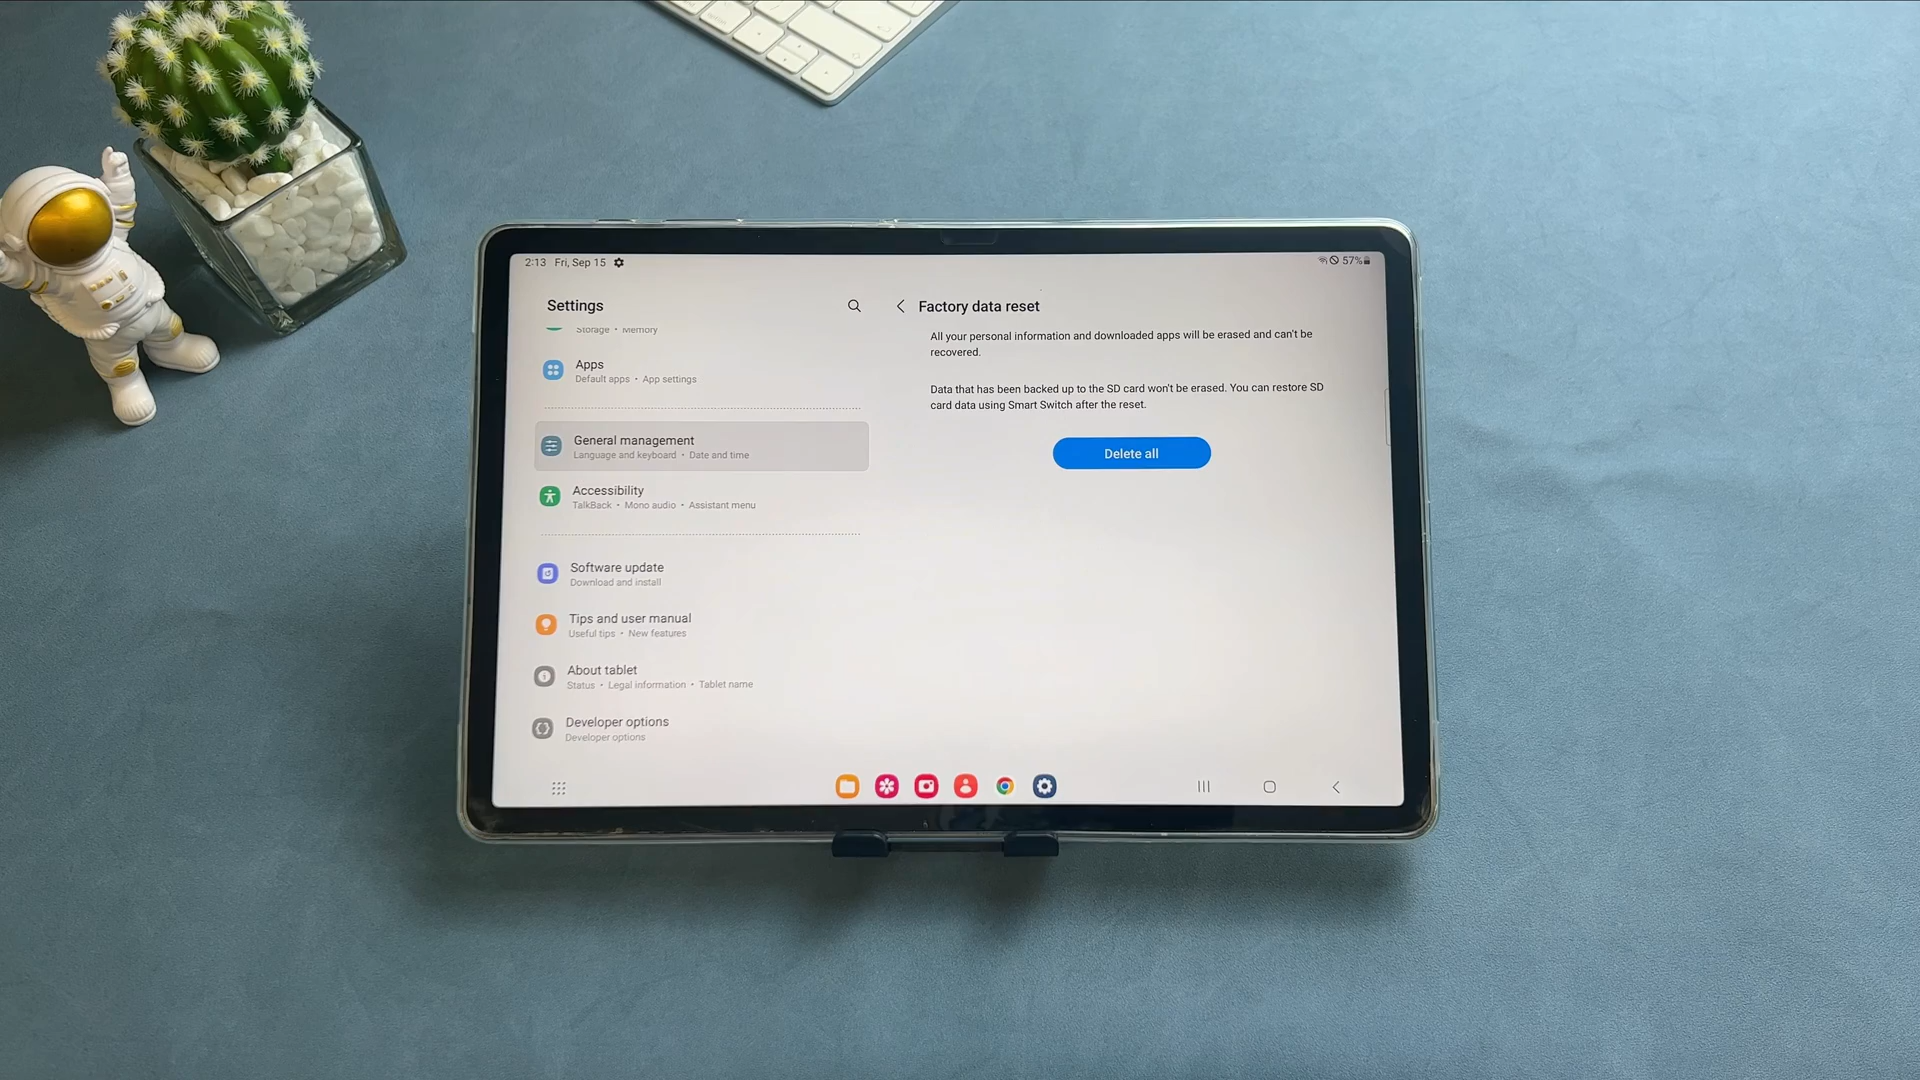 2:13 Fri, Sep 15
57%
Settings
Storage • Memory
Apps
Default apps • App settings
General management
Language and keyboard • Date and time
Accessibility
TalkBack • Mono audio • Assistant menu
Software update
Download and install
Tips and user manual
Useful tips • New features
About tablet
Status • Legal information • Tablet name
Developer options
Developer options
Factory data reset
All your personal information and downloaded apps will be erased and can't be
recovered.
Data that has been backed up to the SD card won't be erased. You can restore SD
card data using Smart Switch after the reset.
Delete all